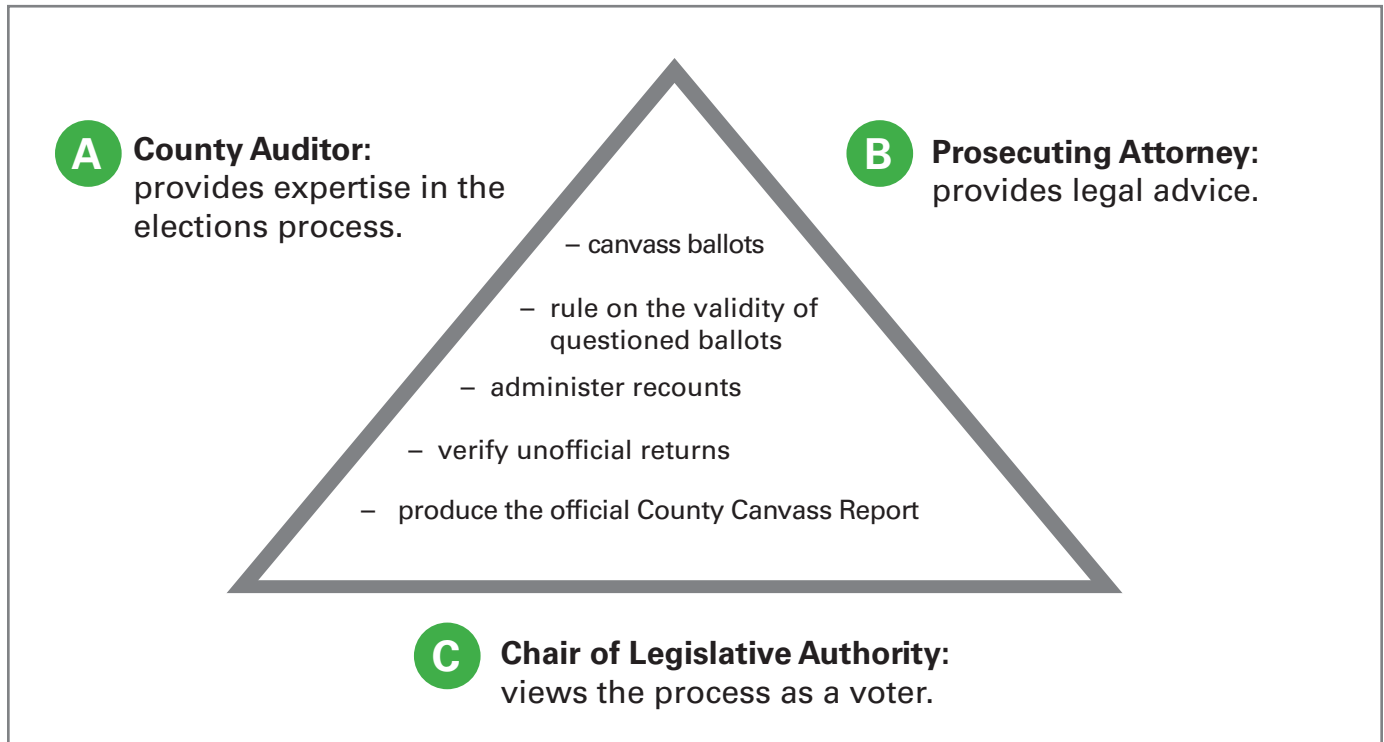 A
County Auditor:
provides expertise in the
elections process.
B
Prosecuting Attorney:
provides legal advice.
– canvass ballots
– rule on the validity of
questioned ballots
– administer recounts
– verify unofficial returns
– produce the official County Canvass Report
C
Chair of Legislative Authority:
views the process as a voter.